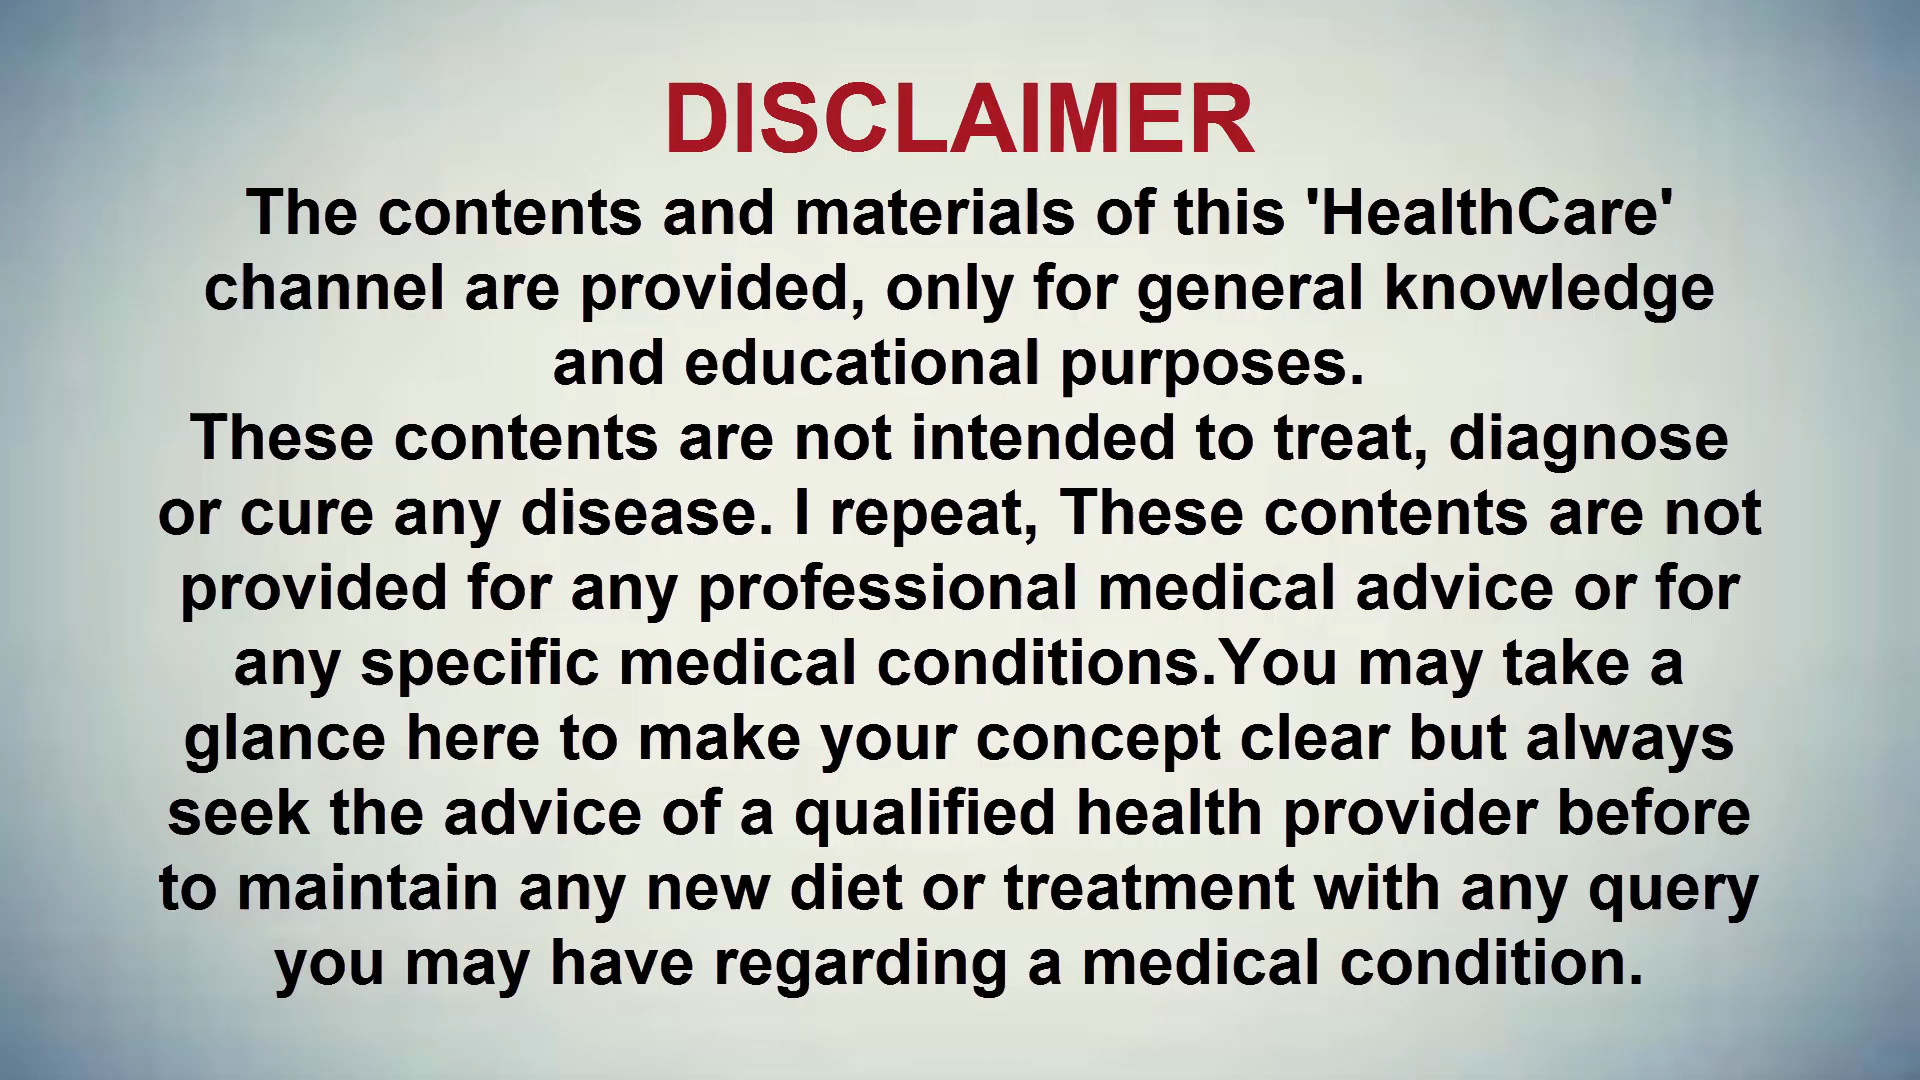 DISCLAIMER
The contents and materials of this 'HealthCare'
channel are provided, only for general knowledge
and educational purposes.
These contents are not intended to treat, diagnose
or cure any disease. I repeat, These contents are not
provided for any professional medical advice or for
any specific medical conditions.You may take a
glance here to make your concept clear but always
seek the advice of a qualified health provider before
to maintain any new diet or treatment with any query
you may have regarding a medical condition.